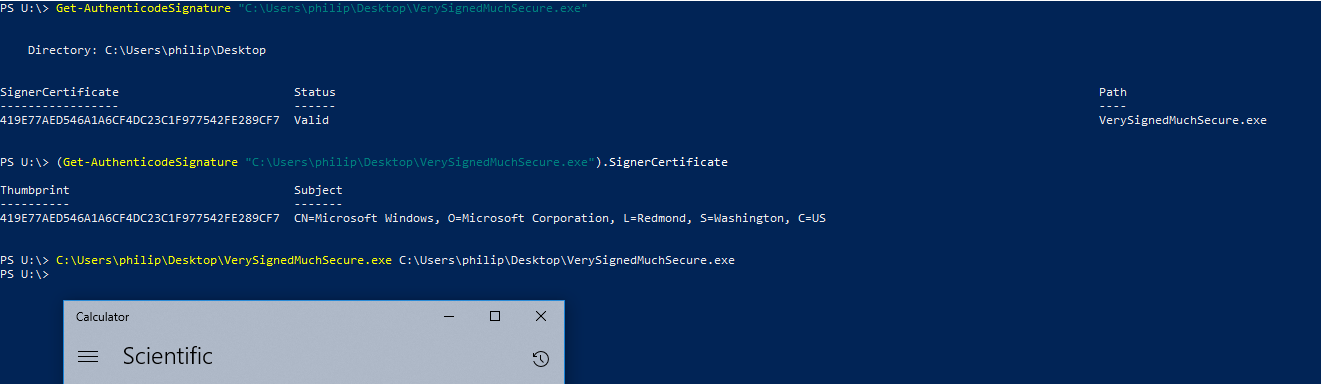 PS U:\> Get-AuthenticodeSignature "C:\Users\philip\Desktop\VerySignedMuchSecure.exe"
Directory: C:\Users\philip\Desktop
SignerCertificate Status Path
----------------- ------ ----
419E77AED546A1A6CF4DC23C1F977542FE289CF7 Valid VerySignedMuchSecure.exe
PS U:\> (Get-AuthenticodeSignature "C:\Users\philip\Desktop\VerySignedMuchSecure.exe").SignerCertificate
Thumbprint Subject
---------- -------
419E77AED546A1A6CF4DC23C1F977542FE289CF7 CN=Microsoft Windows, O=Microsoft Corporation, L=Redmond, S=Washington, C=US
PS U:\> C:\Users\philip\Desktop\VerySignedMuchSecure.exe C:\Users\philip\Desktop\VerySignedMuchSecure.exe
PS U:\>
Calculator
Scientific